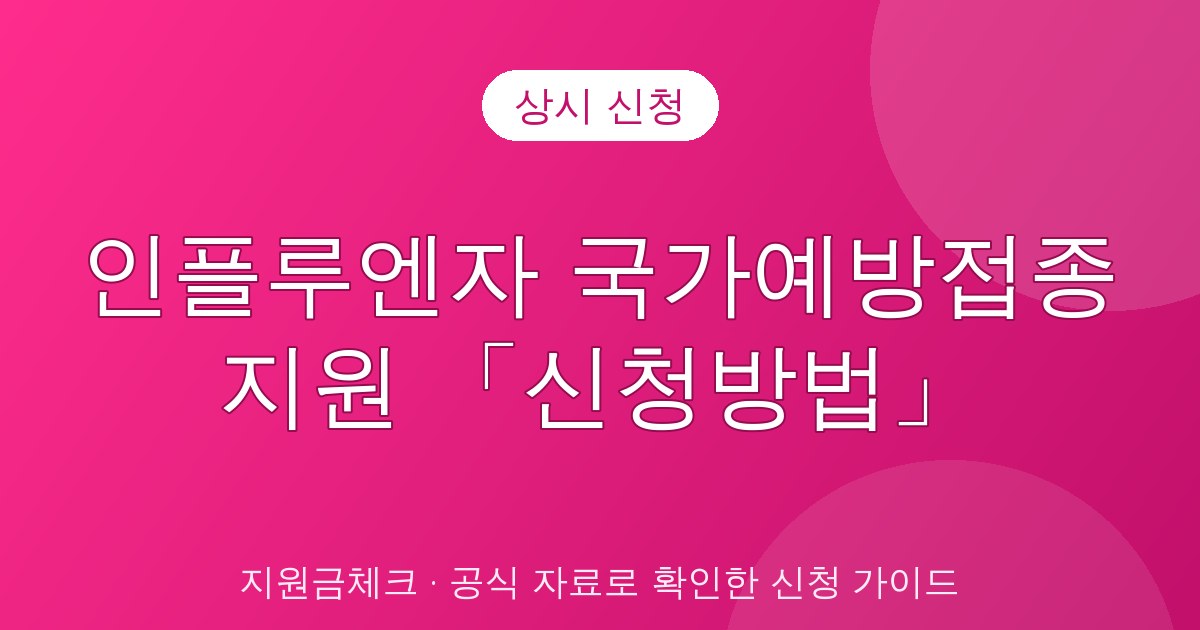 상시 신청
인플루엔자 국가예방접종
지원 「신청방법」
지원금체크 · 공식 자료로 확인한 신청 가이드